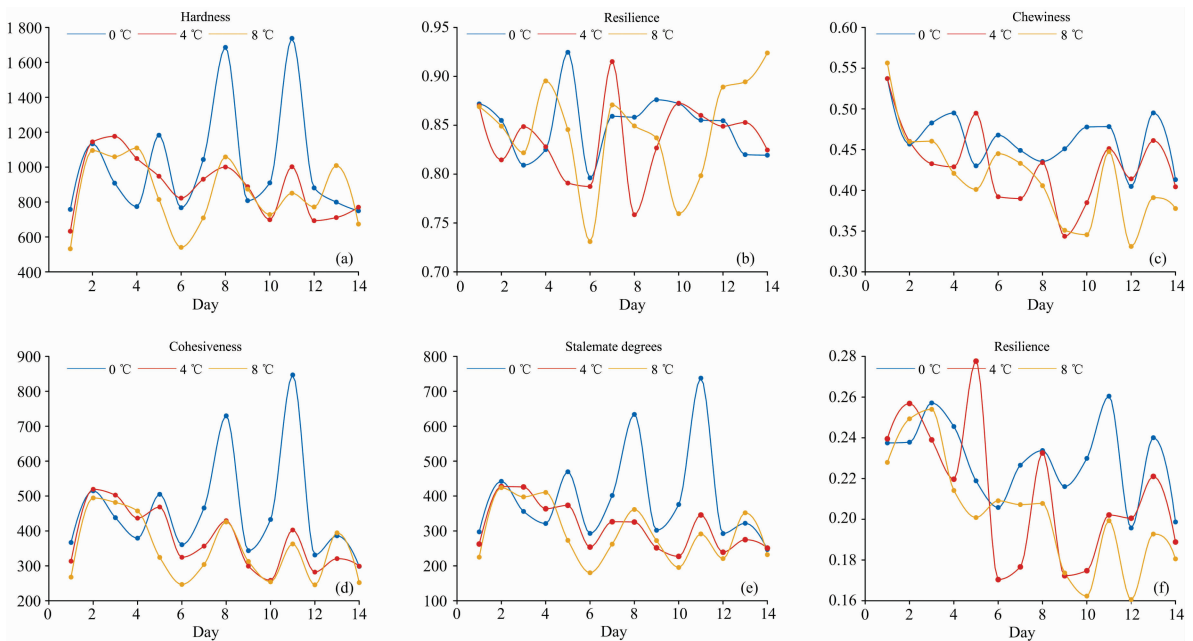 Hardness
0 ℃ 4 ℃ 8 ℃
1 800
1 600
1 400
1 200
1 000
800
600
400
(a)
0 2 4 6 8 10 12 14
Day
Resilience
0 ℃ 4 ℃ 8 ℃
0.95
0.90
0.85
0.80
0.75
0.70
(b)
0 2 4 6 8 10 12 14
Day
Chewiness
0 ℃ 4 ℃ 8 ℃
0.60
0.55
0.50
0.45
0.40
0.35
0.30
(c)
0 2 4 6 8 10 12 14
Day
Cohesiveness
0 ℃ 4 ℃ 8 ℃
900
800
700
600
500
400
300
200
(d)
0 2 4 6 8 10 12 14
Day
Stalemate degrees
0 ℃ 4 ℃ 8 ℃
800
700
600
500
400
300
200
100
(e)
0 2 4 6 8 10 12 14
Day
Resilience
0 ℃ 4 ℃ 8 ℃
0.28
0.26
0.24
0.22
0.20
0.18
0.16
(f)
0 2 4 6 8 10 12 14
Day